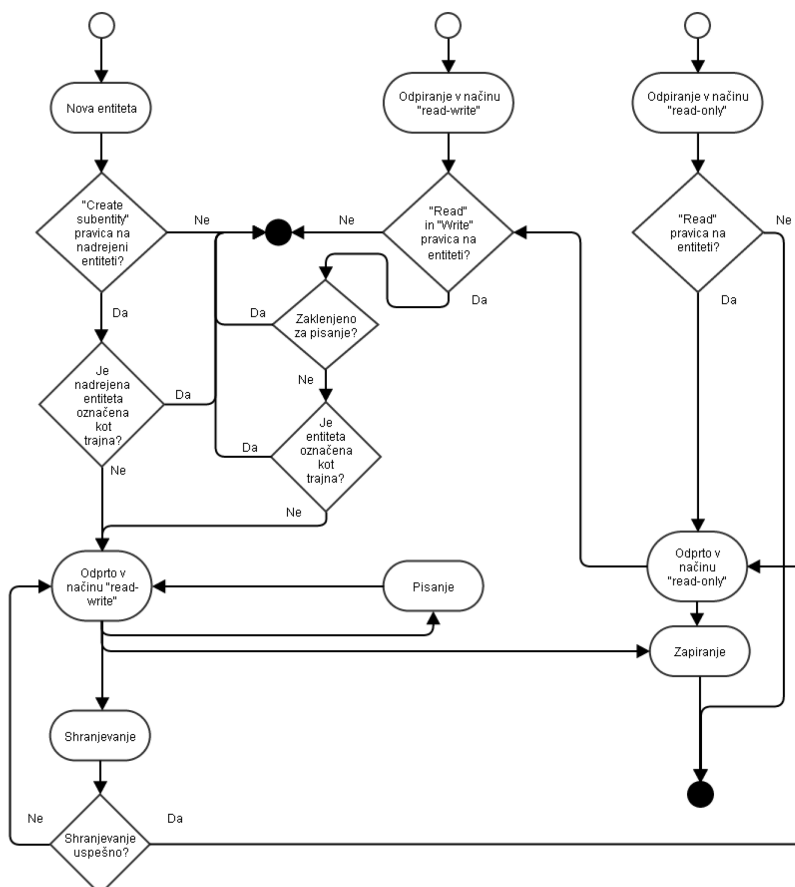 Nova entiteta
Odpiranje v načinu
"read-write"
Odpiranje v načinu
"read-only"
"Create
subentity"
pravica na
nadrejeni
entiteti?
Ne
Ne
"Read"
in "Write"
pravica na
entiteti?
"Read"
pravica na
entiteti?
Ne
Da
Da
Da
Da
Zaklenjeno
za pisanje?
Je
nadrejena
entiteta
označena
kot
trajna?
Da
Ne
Je
entiteta
označena
kot
trajna?
Da
Ne
Ne
Odprto v
načinu "read-
write"
Pisanje
Odprto v
načinu
"read-only"
Zapiranje
Shranjevanje
Ne
Da
Shranjevanje
uspešno?